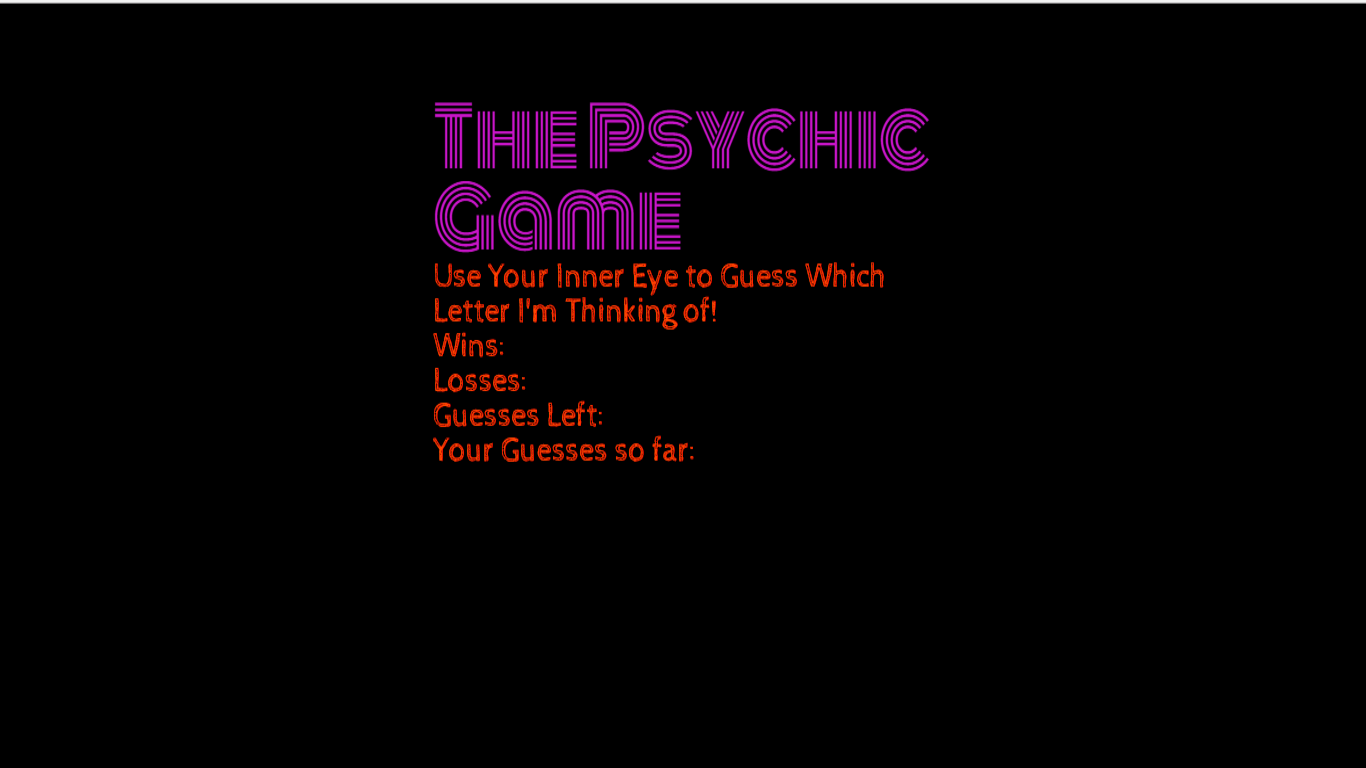 The Psychic
Game
Use Your Inner Eye to Guess Which
Letter I'm Thinking of!
Wins:
Losses:
Guesses Left:
Your Guesses so far: